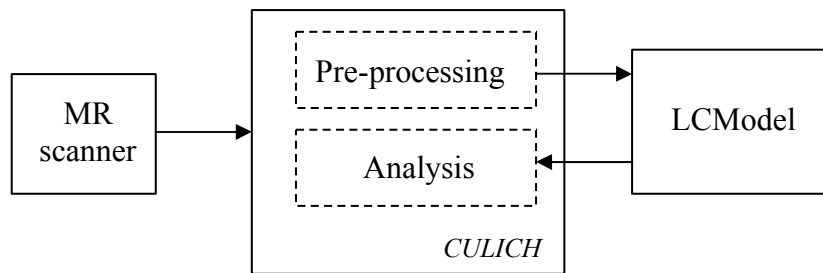 MR
scanner
Pre-processing
Analysis
CULICH
LCModel